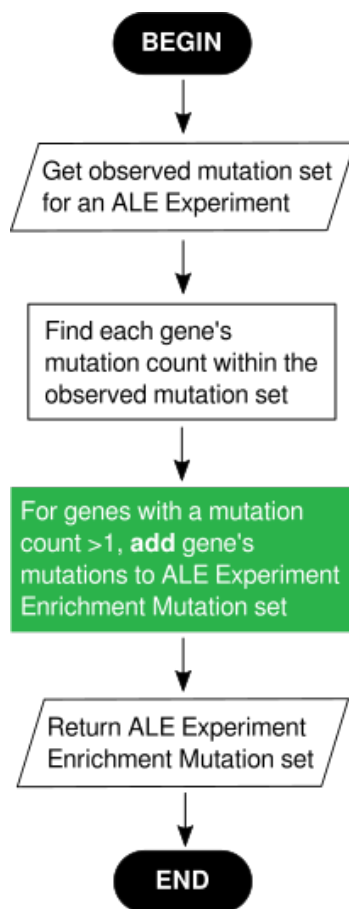 BEGIN
Get observed mutation set
for an ALE Experiment
Find each gene's
mutation count within the
observed mutation set
For genes with a mutation
count >1, add gene's
mutations to ALE Experiment
Enrichment Mutation set
Return ALE Experiment
Enrichment Mutation set
END